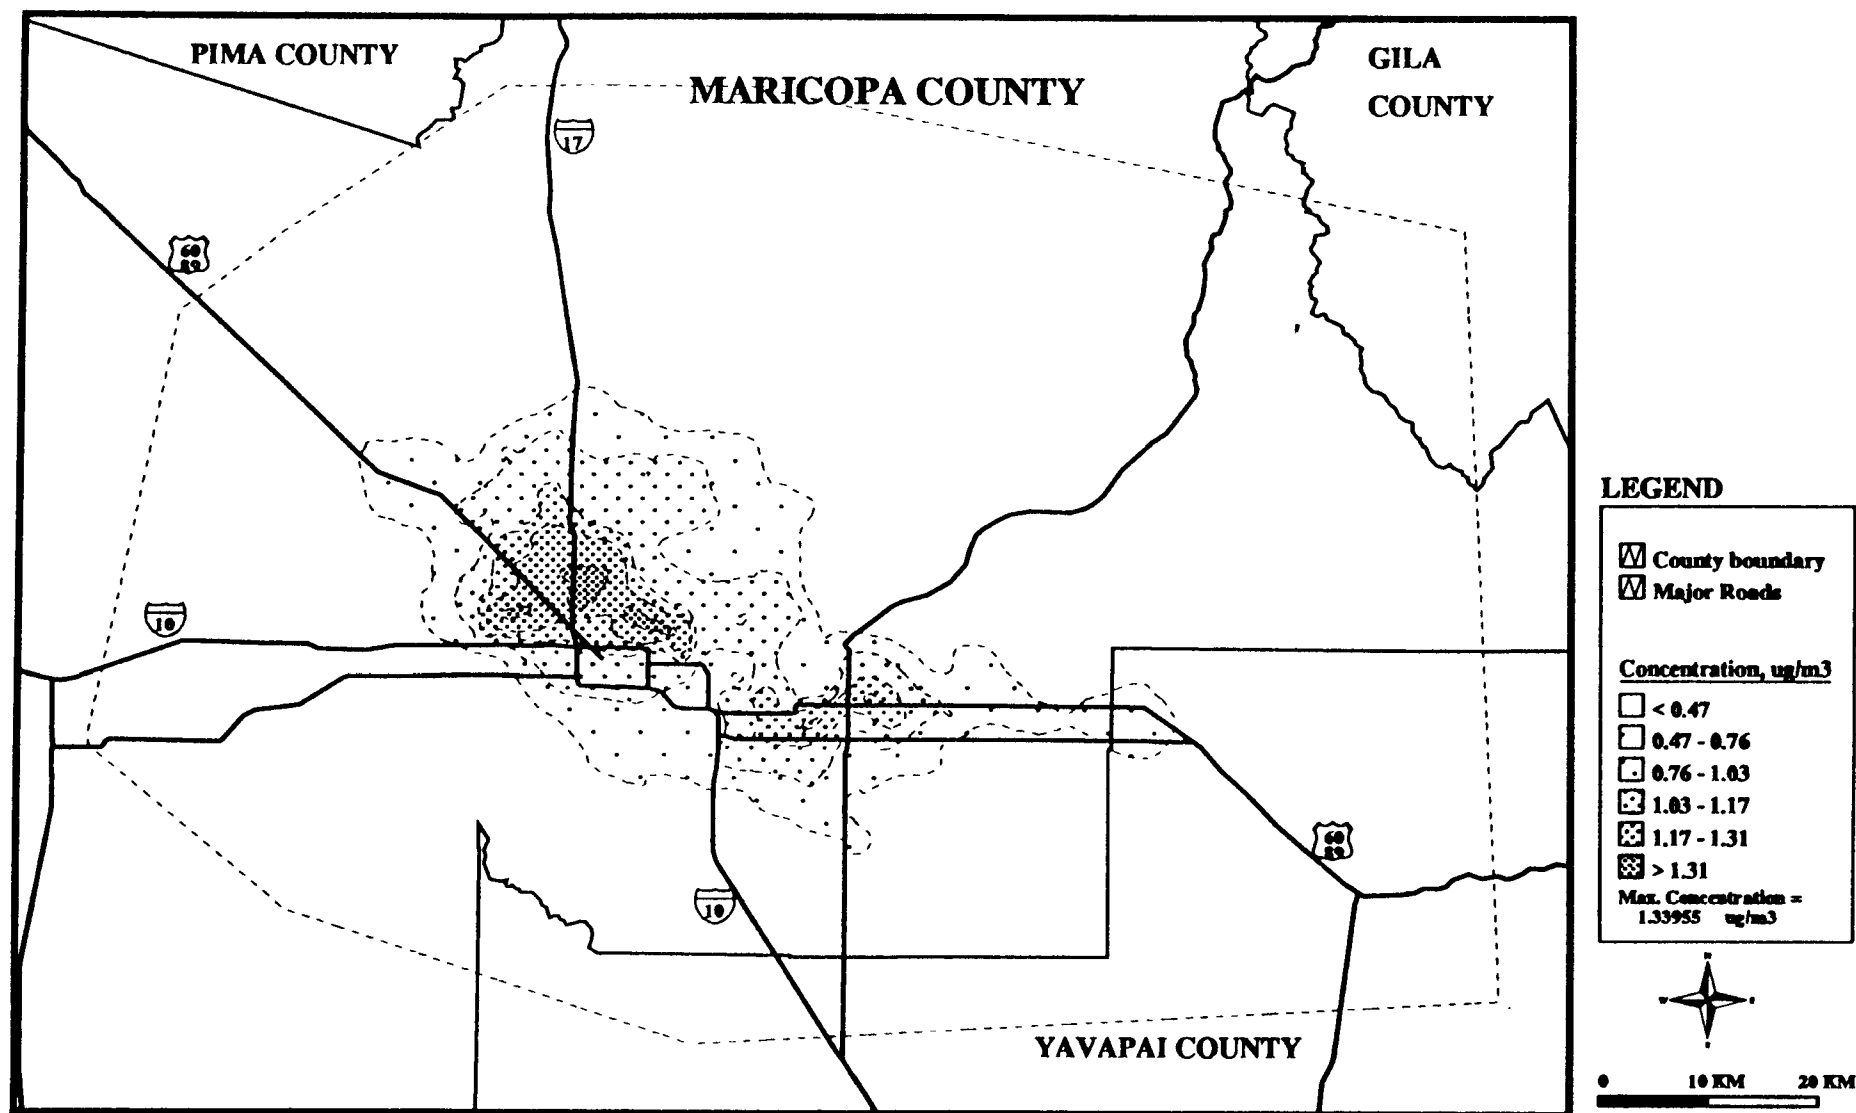 PIMA COUNTY
MARICOPA COUNTY
GILA
COUNTY
17
60
89
10
10
60
89
YAVAPAI COUNTY
LEGEND
County boundary
Major Roads
Concentration, ug/m3
< 0.47
0.47 - 0.76
0.76 - 1.03
1.03 - 1.17
1.17 - 1.31
> 1.31
Max. Concentration =
1.33955 ug/m3
0 10 KM 20 KM